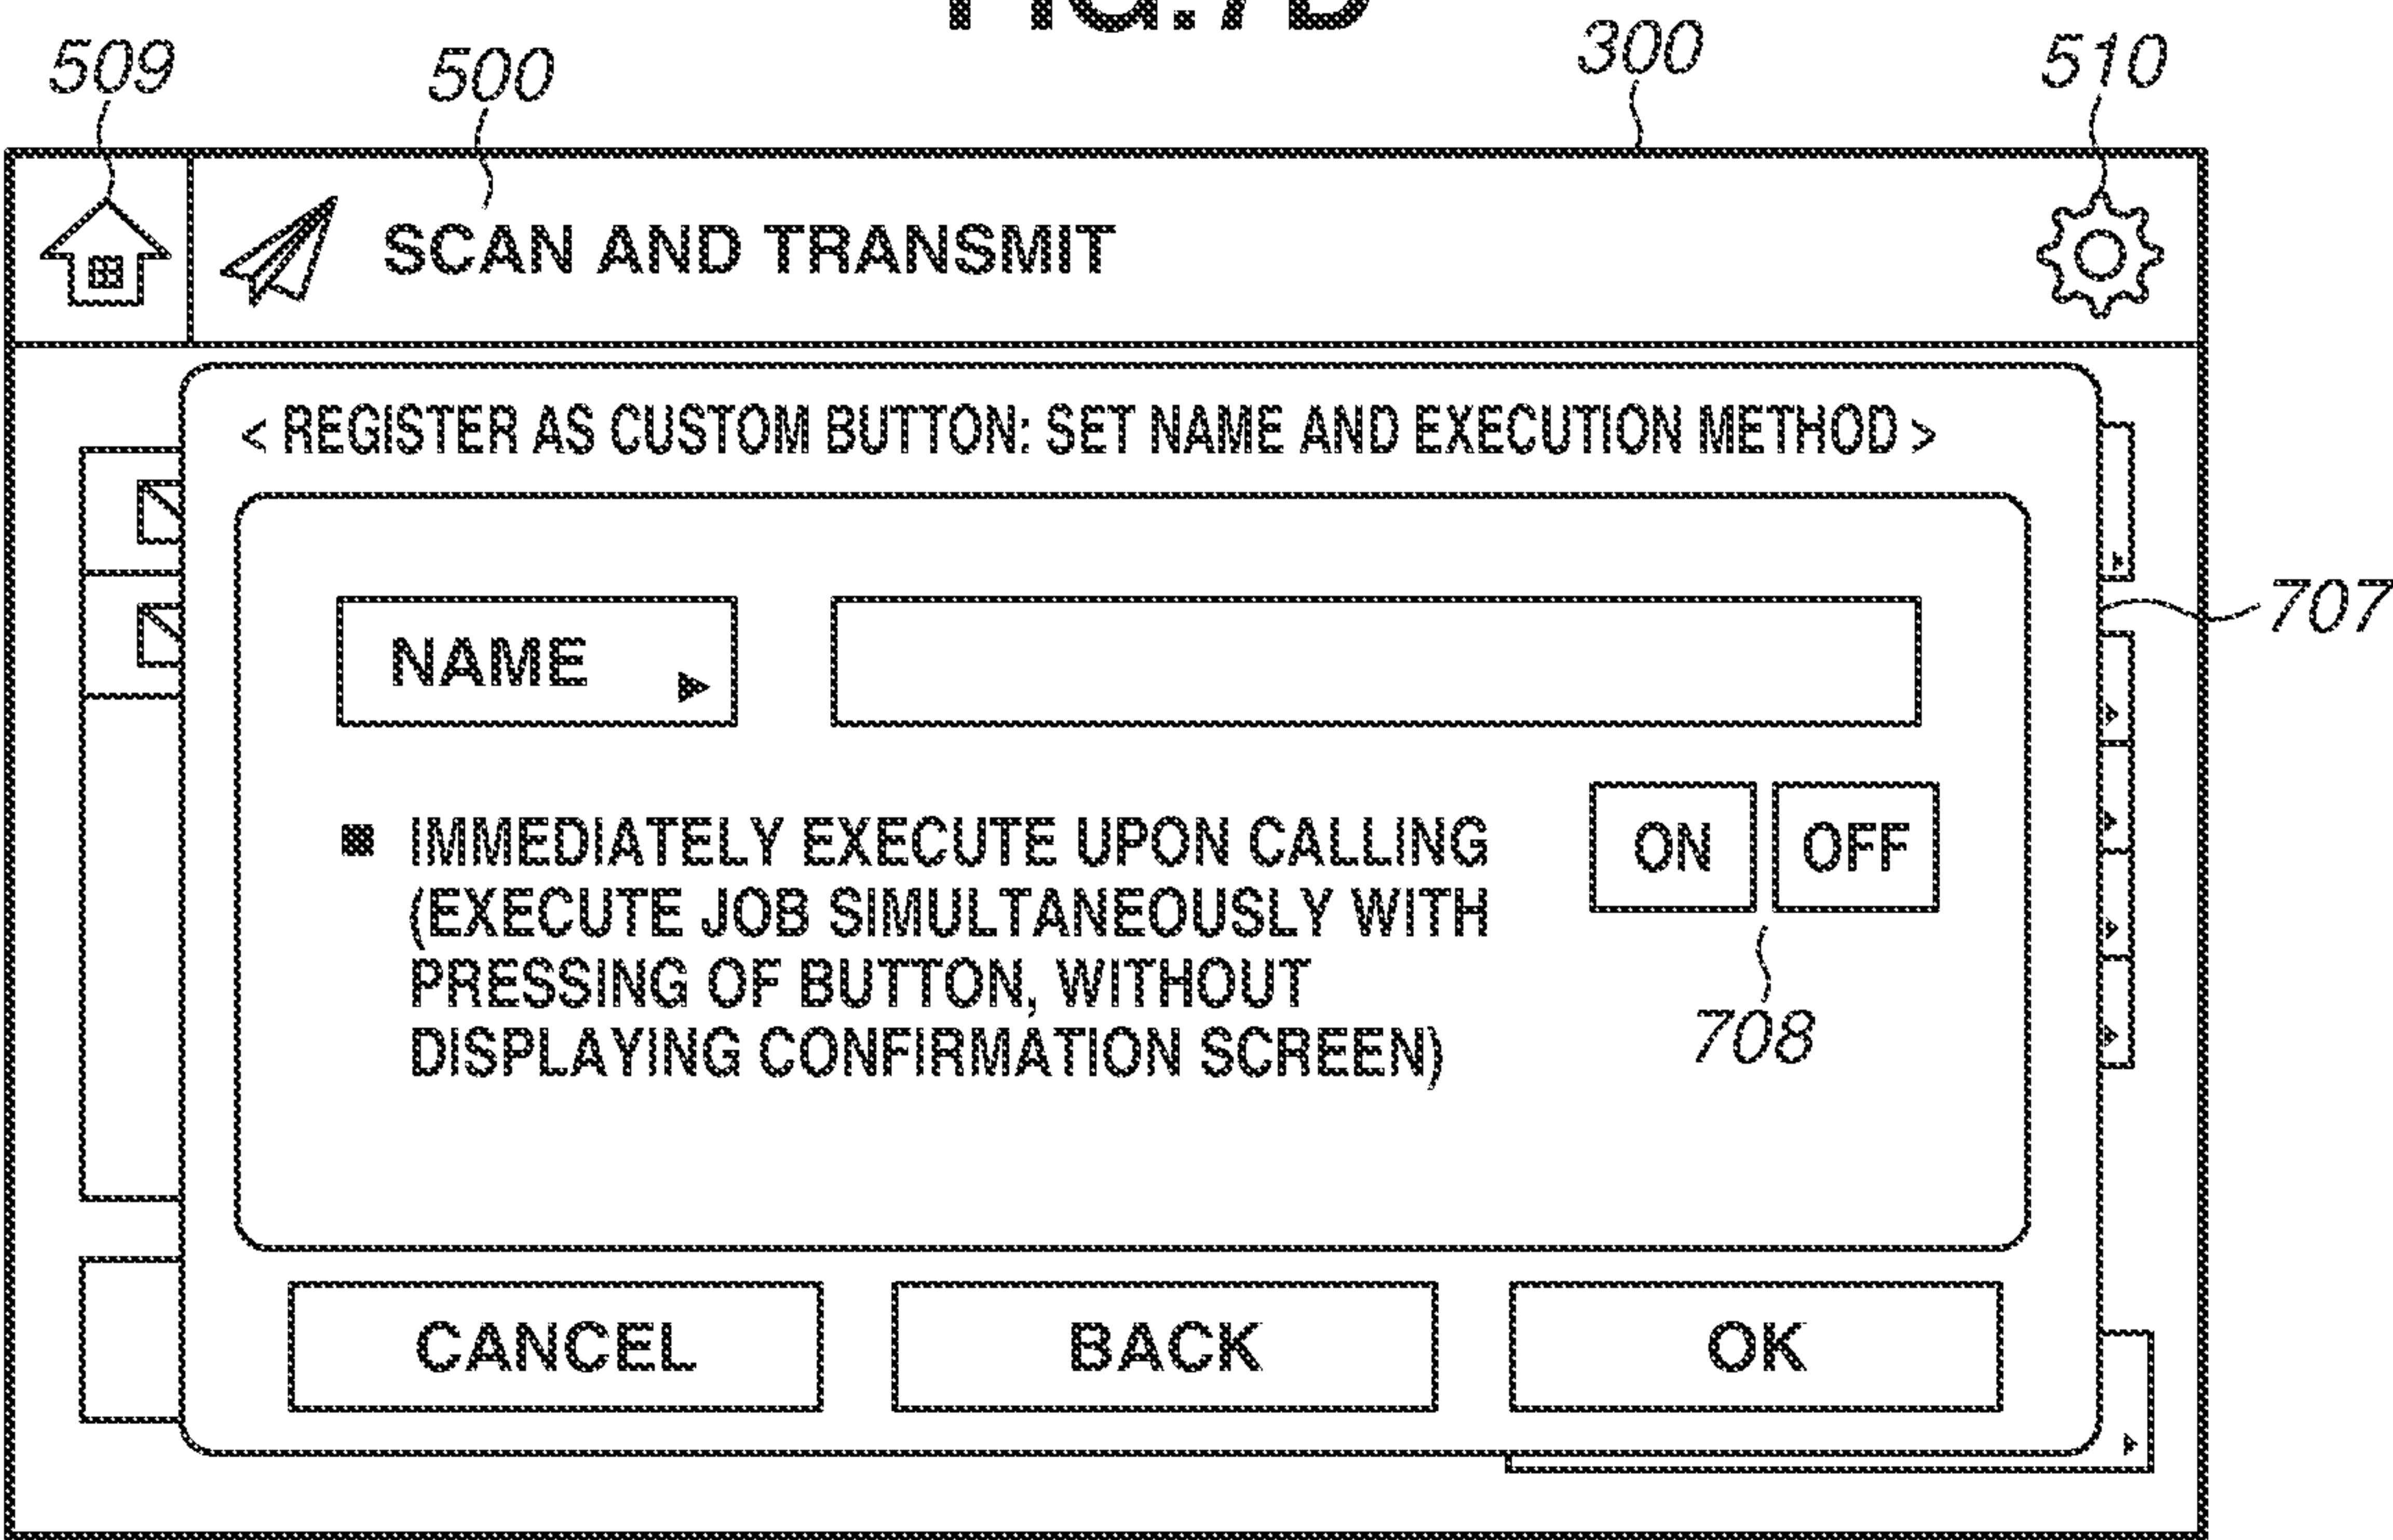 509 500 300 510
SCAN AND TRANSMIT
< REGISTER AS CUSTOM BUTTON: SET NAME AND EXECUTION METHOD >
707
NAME
■ IMMEDIATELY EXECUTE UPON CALLING
(EXECUTE JOB SIMULTANEOUSLY WITH
PRESSING OF BUTTON, WITHOUT
DISPLAYING CONFIRMATION SCREEN)
ON OFF
708
CANCEL BACK OK